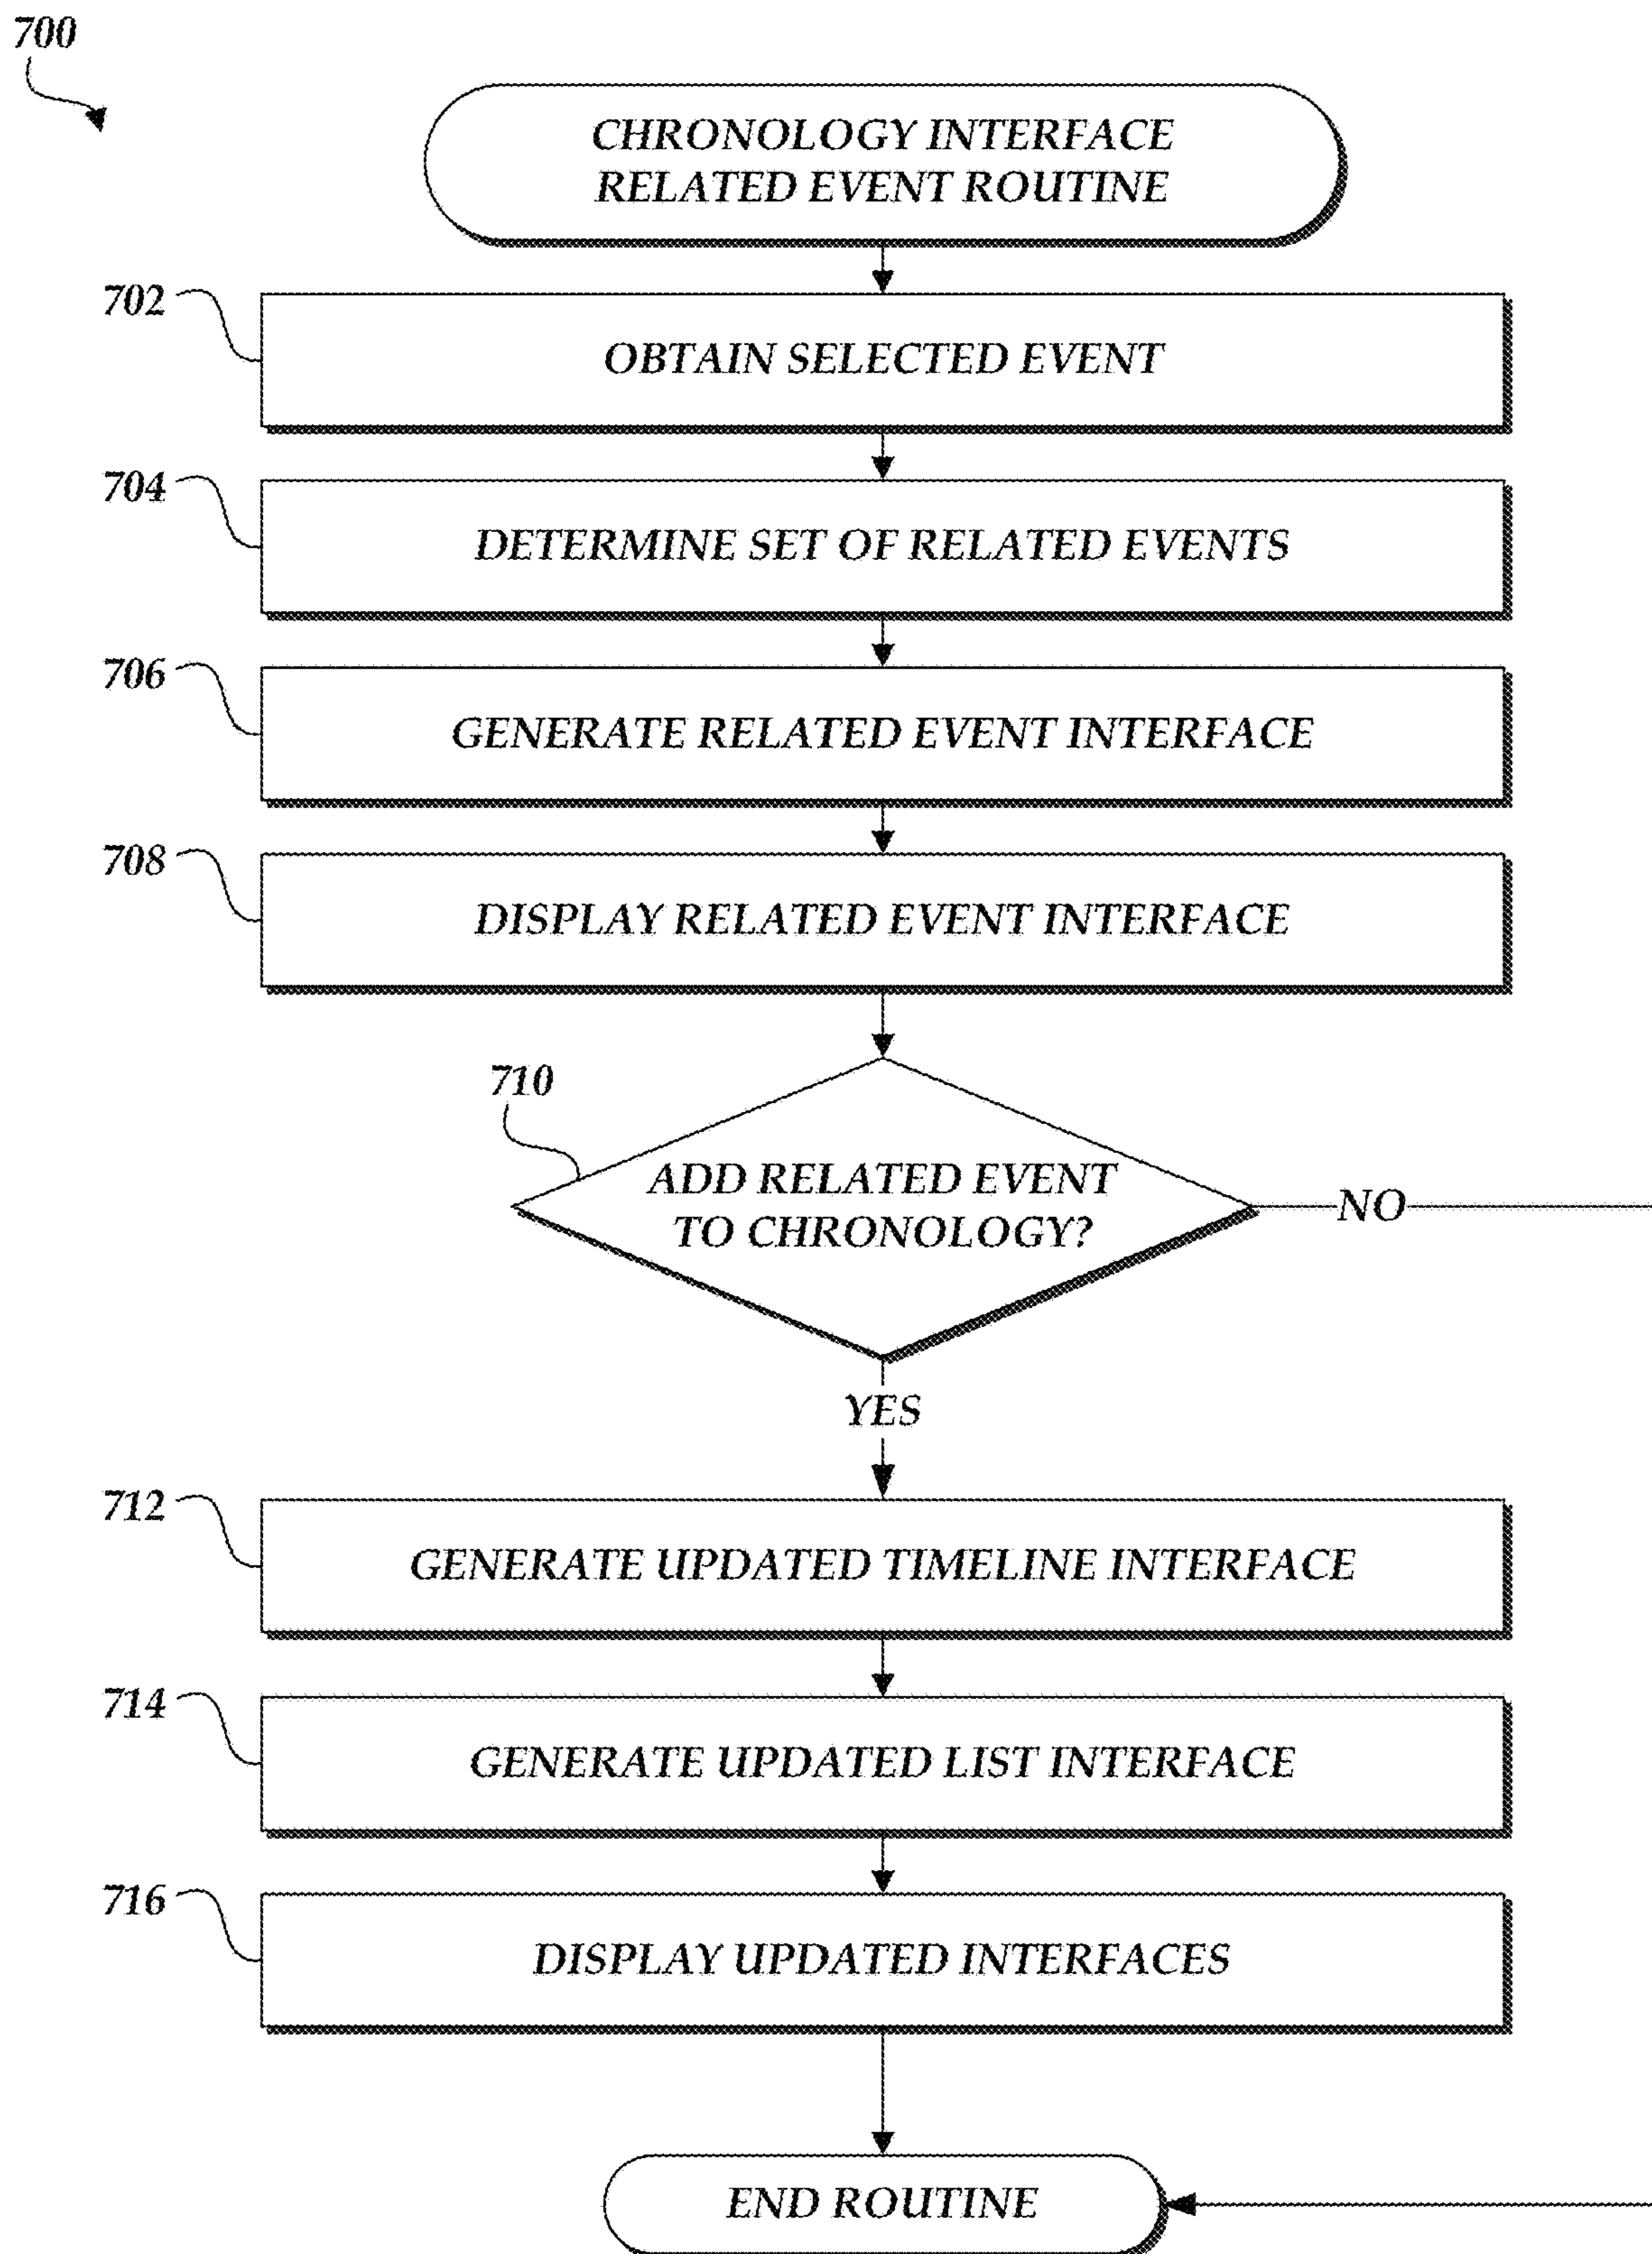 700
CHRONOLOGY INTERFACE
RELATED EVENT ROUTINE
702
OBTAIN SELECTED EVENT
704
DETERMINE SET OF RELATED EVENTS
706
GENERATE RELATED EVENT INTERFACE
708
DISPLAY RELATED EVENT INTERFACE
710
ADD RELATED EVENT
TO CHRONOLOGY?
NO
YES
712
GENERATE UPDATED TIMELINE INTERFACE
714
GENERATE UPDATED LIST INTERFACE
716
DISPLAY UPDATED INTERFACES
END ROUTINE